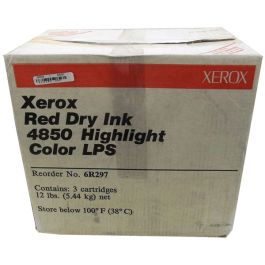 XEROX
Xerox
Red Dry Ink
4850 Highlight
Color LPS
Reorder No. 6R297
Contains: 3 cartridges
12 lbs. (5.44 kg) net
Store below 100° F (38° C)